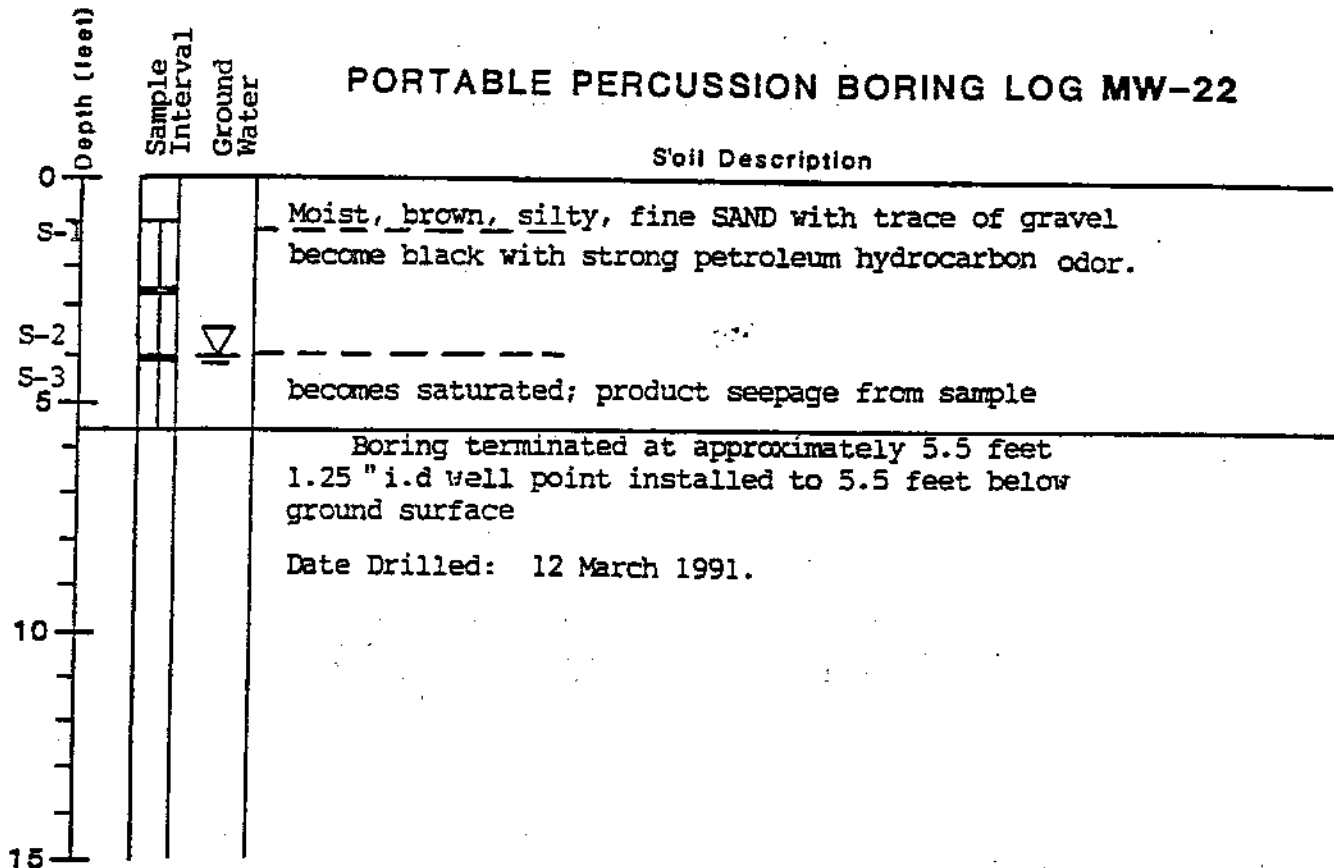 PORTABLE PERCUSSION BORING LOG MW-22
Depth (feet)
Sample
Interval
Ground
Water
Soil Description
0
S-1
Moist, brown, silty, fine SAND with trace of gravel
become black with strong petroleum hydrocarbon odor.
S-2
S-3
5
becomes saturated; product seepage from sample
Boring terminated at approximately 5.5 feet
1.25 "i.d well point installed to 5.5 feet below
ground surface
Date Drilled: 12 March 1991.
10
15